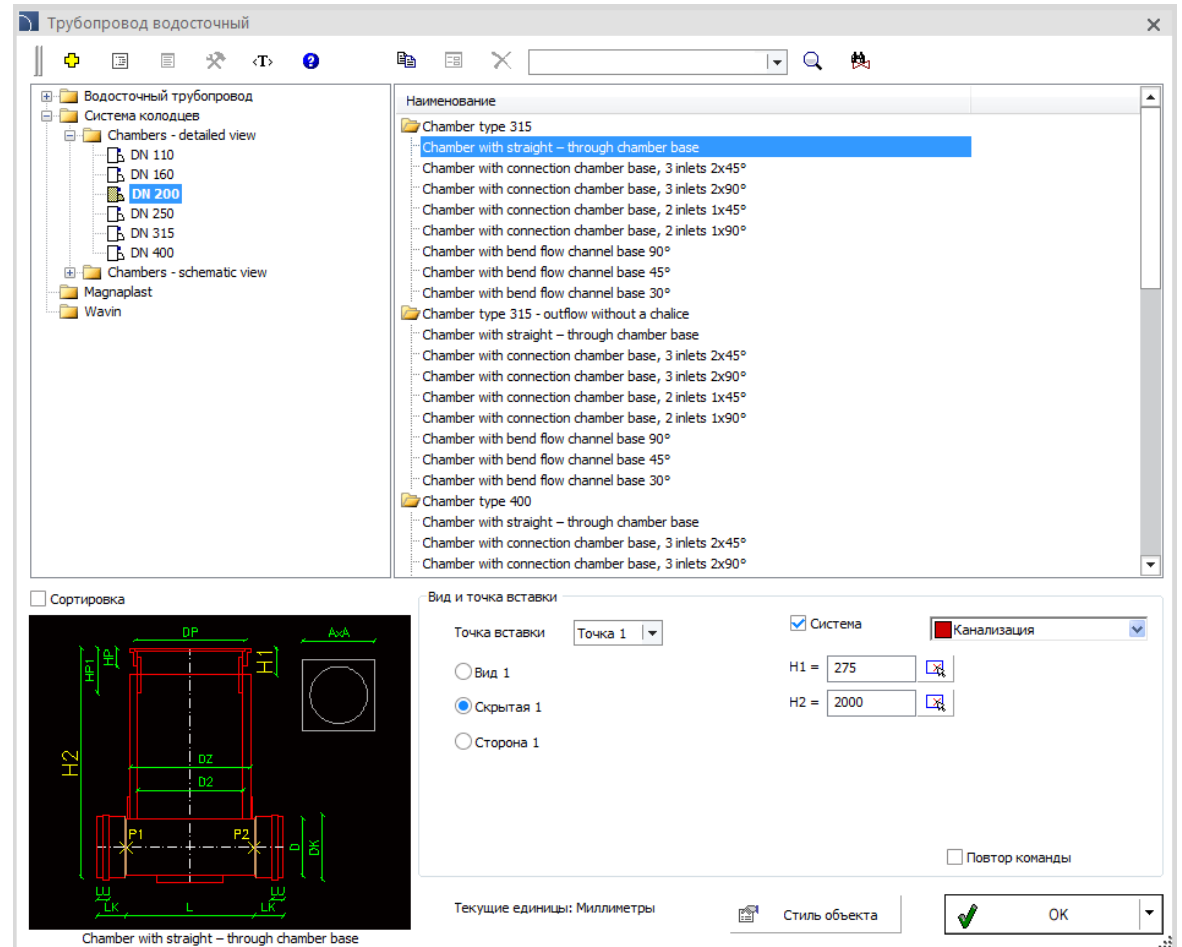 Трубопровод водосточный
‹T›
Водосточный трубопровод
Система колодцев
Chambers - detailed view
DN 110
DN 160
DN 200
DN 250
DN 315
DN 400
Chambers - schematic view
Magnaplast
Wavin
Наименование
Chamber type 315
Chamber with straight – through chamber base
Chamber with connection chamber base, 3 inlets 2x45°
Chamber with connection chamber base, 3 inlets 2x90°
Chamber with connection chamber base, 2 inlets 1x45°
Chamber with connection chamber base, 2 inlets 1x90°
Chamber with bend flow channel base 90°
Chamber with bend flow channel base 45°
Chamber with bend flow channel base 30°
Chamber type 315 - outflow without a chalice
Chamber with straight – through chamber base
Chamber with connection chamber base, 3 inlets 2x45°
Chamber with connection chamber base, 3 inlets 2x90°
Chamber with connection chamber base, 2 inlets 1x45°
Chamber with connection chamber base, 2 inlets 1x90°
Chamber with bend flow channel base 90°
Chamber with bend flow channel base 45°
Chamber with bend flow channel base 30°
Chamber type 400
Chamber with straight – through chamber base
Chamber with connection chamber base, 3 inlets 2x45°
Chamber with connection chamber base, 3 inlets 2x90°
Сортировка
DP
AxA
HP1
HP
H1
H2
DZ
D2
P1
P2
D
DK
LK
L
LK
Chamber with straight – through chamber base
Вид и точка вставки
Точка вставки
Точка 1
Система
Канализация
Вид 1
H1 =
275
Скрытая 1
H2 =
2000
Сторона 1
Повтор команды
Текущие единицы: Миллиметры
Стиль объекта
OK